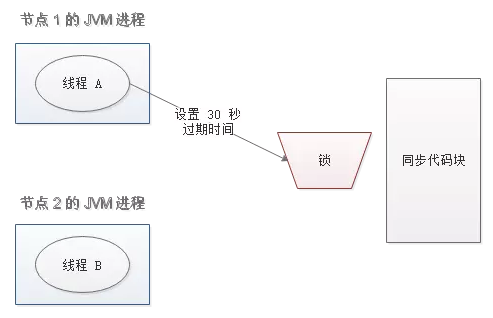 节点 1 的 JVM 进程
线程 A
设置 30 秒
过期时间
锁
同步代码块
节点 2 的 JVM 进程
线程 B